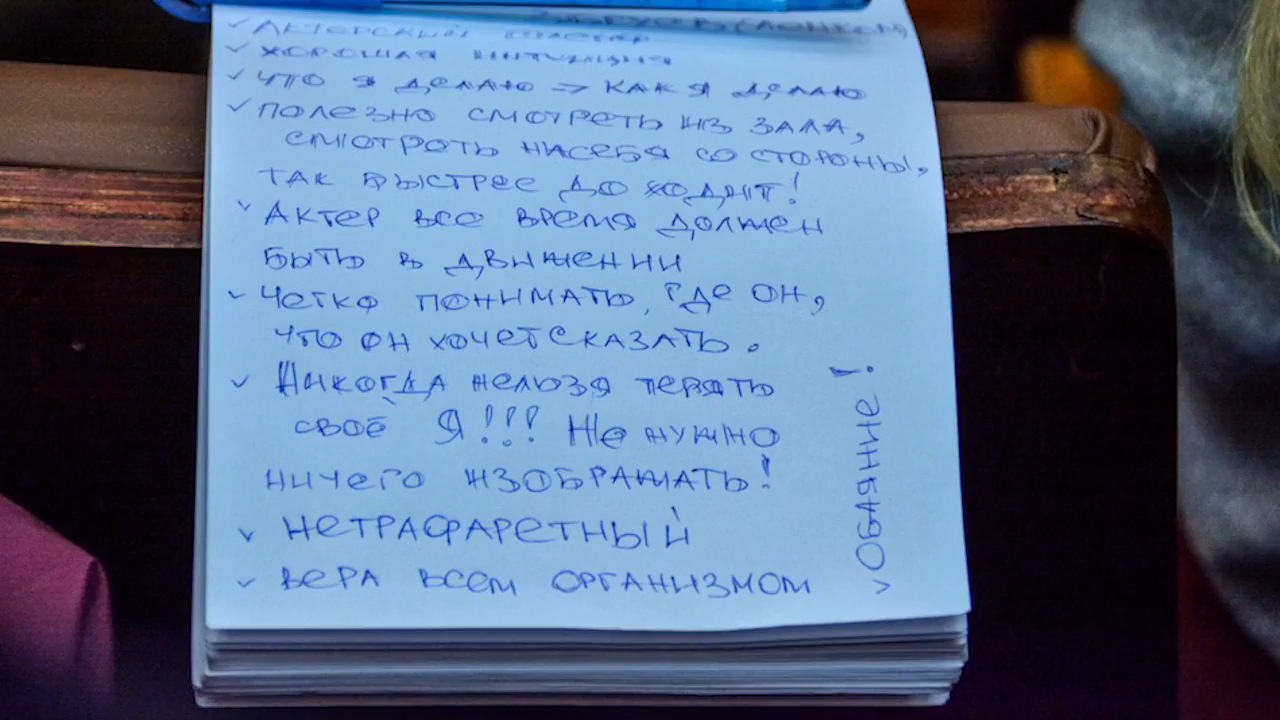 ✓ АКТЕРСКИЙ
✓ ХОРОШАЯ ИНТУИЦИЯ
✓ ЧТО Я ДЕЛАЮ → КАК Я ДЕЛАЮ
✓ ПОЛЕЗНО СМОТРЕТЬ ИЗ ЗАЛА,
СМОТРЕТЬ НА СЕБЯ СО СТОРОНЫ,
ТАК БЫСТРЕЕ ДОХОДИТ!
✓ АКТЕР ВСЕ ВРЕМЯ ДОЛЖЕН
БЫТЬ В ДВИЖЕНИИ
✓ ЧЕТКО ПОНИМАТЬ, ГДЕ ОН,
ЧТО ОН ХОЧЕТ СКАЗАТЬ.
✓ НИКОГДА НЕЛЬЗЯ ТЕРЯТЬ
СВОЁ Я!!! НЕ НУЖНО
НИЧЕГО ИЗОБРАЖАТЬ!
✓ НЕТРАФАРЕТНЫЙ
✓ ВЕРА ВСЕМ ОРГАНИЗМОМ
✓ ОБАЯНИЕ!